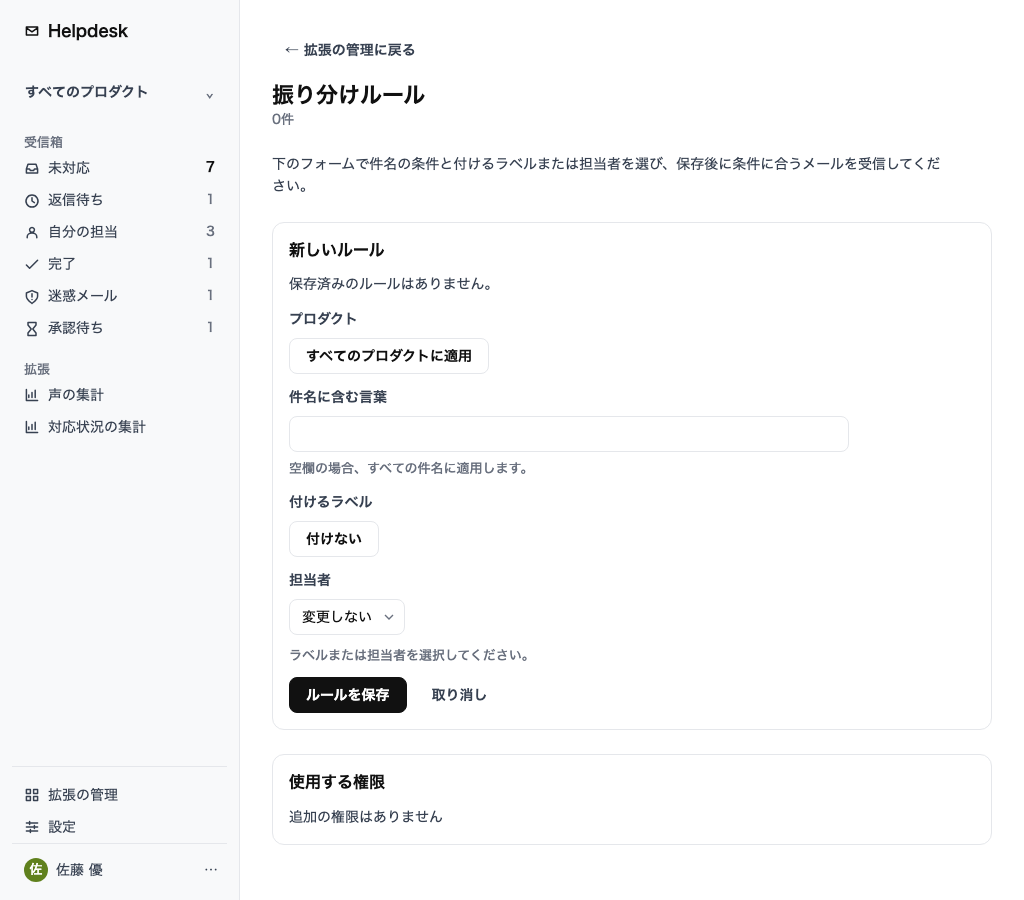 Helpdesk
すべてのプロダクト
受信箱
未対応 7
返信待ち 1
自分の担当 3
完了 1
迷惑メール 1
承認待ち 1
拡張
声の集計
対応状況の集計
拡張の管理
設定
佐 佐藤 優 …
← 拡張の管理に戻る
振り分けルール
0件
下のフォームで件名の条件と付けるラベルまたは担当者を選び、保存後に条件に合うメールを受信してくだ
さい。
新しいルール
保存済みのルールはありません。
プロダクト
すべてのプロダクトに適用
件名に含む言葉
空欄の場合、すべての件名に適用します。
付けるラベル
付けない
担当者
変更しない
ラベルまたは担当者を選択してください。
ルールを保存 取り消し
使用する権限
追加の権限はありません